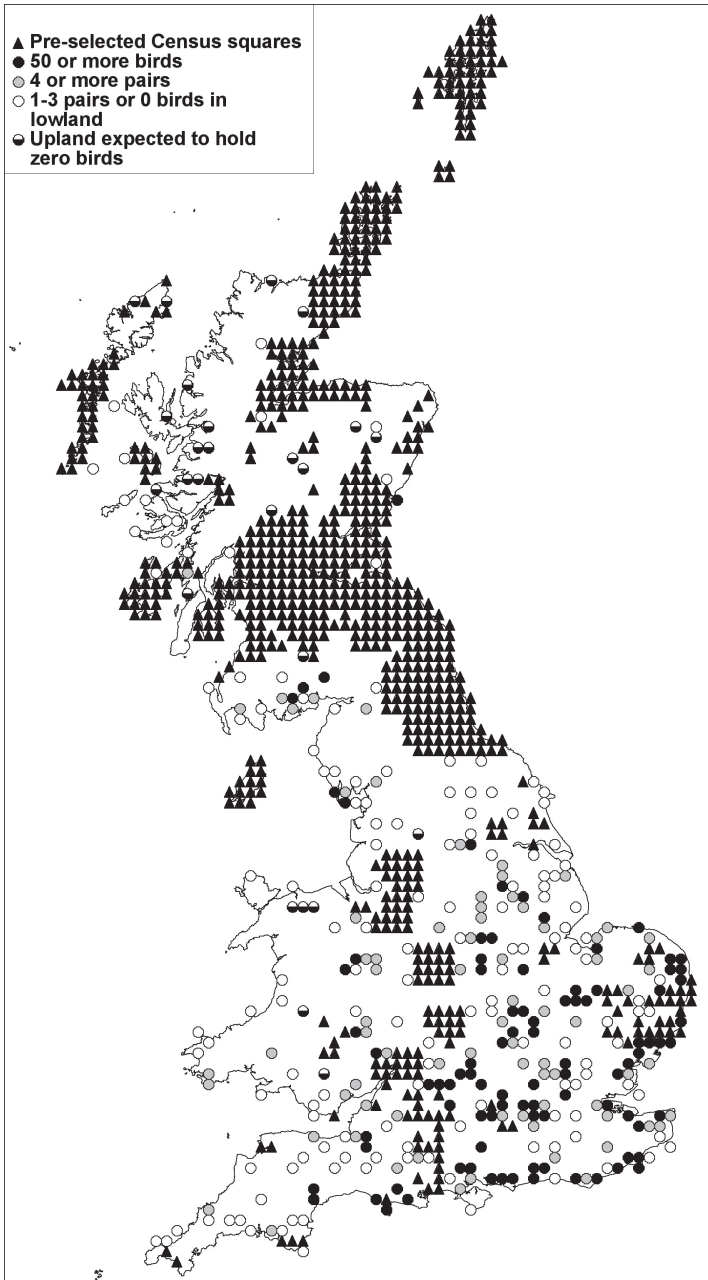 Pre-selected Census squares
50 or more birds
4 or more pairs
1-3 pairs or 0 birds in
lowland
Upland expected to hold
zero birds